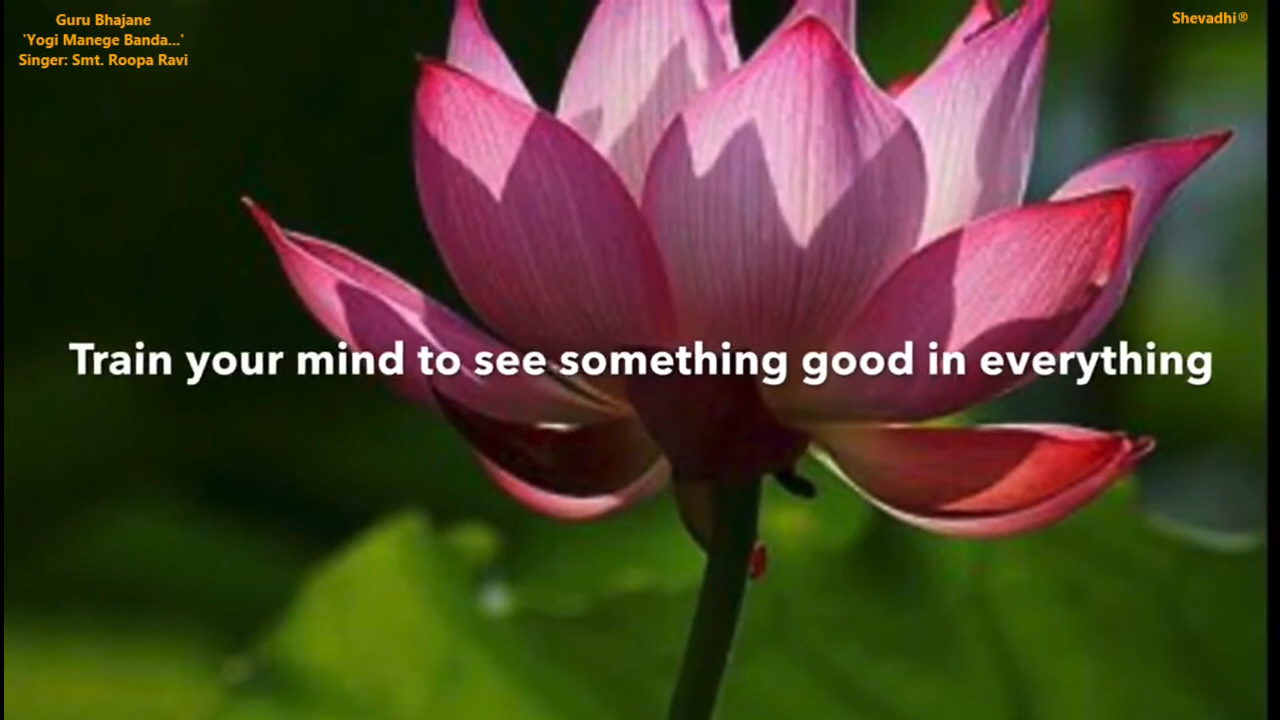 Guru Bhajane
'Yogi Manege Banda...'
Singer: Smt. Roopa Ravi
Shevadhi®
Train your mind to see something good in everything